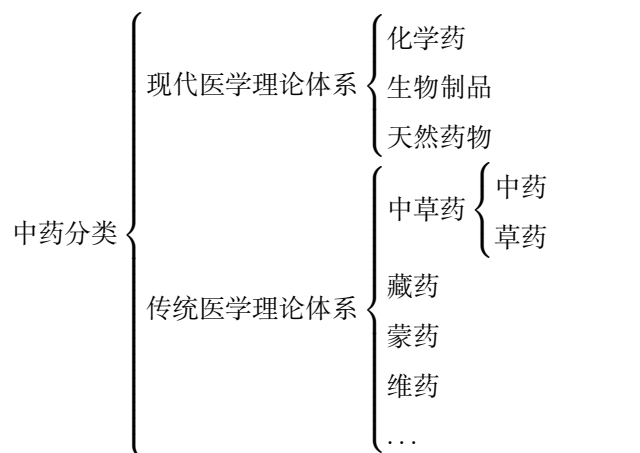 中药分类
现代医学理论体系
化学药
生物制品
天然药物
传统医学理论体系
中草药
中药
草药
藏药
蒙药
维药
...